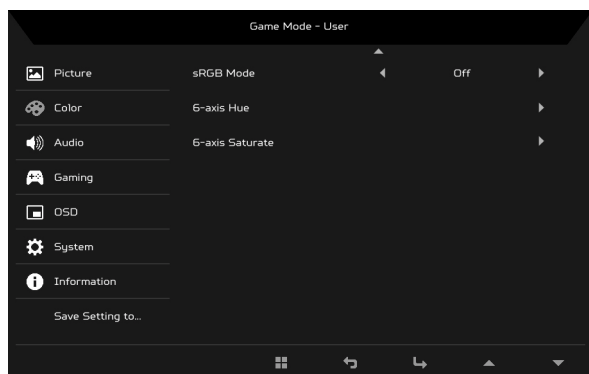 Game Mode - User
Picture
sRGB Mode
Off
Color
6-axis Hue
Audio
6-axis Saturate
Gaming
OSD
System
Information
Save Setting to...